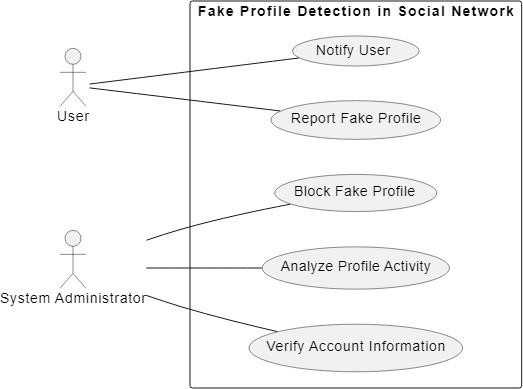 Fake Profile Detection in Social Network
Notify User
User
Report Fake Profile
Block Fake Profile
System Administrator
Analyze Profile Activity
Verify Account Information